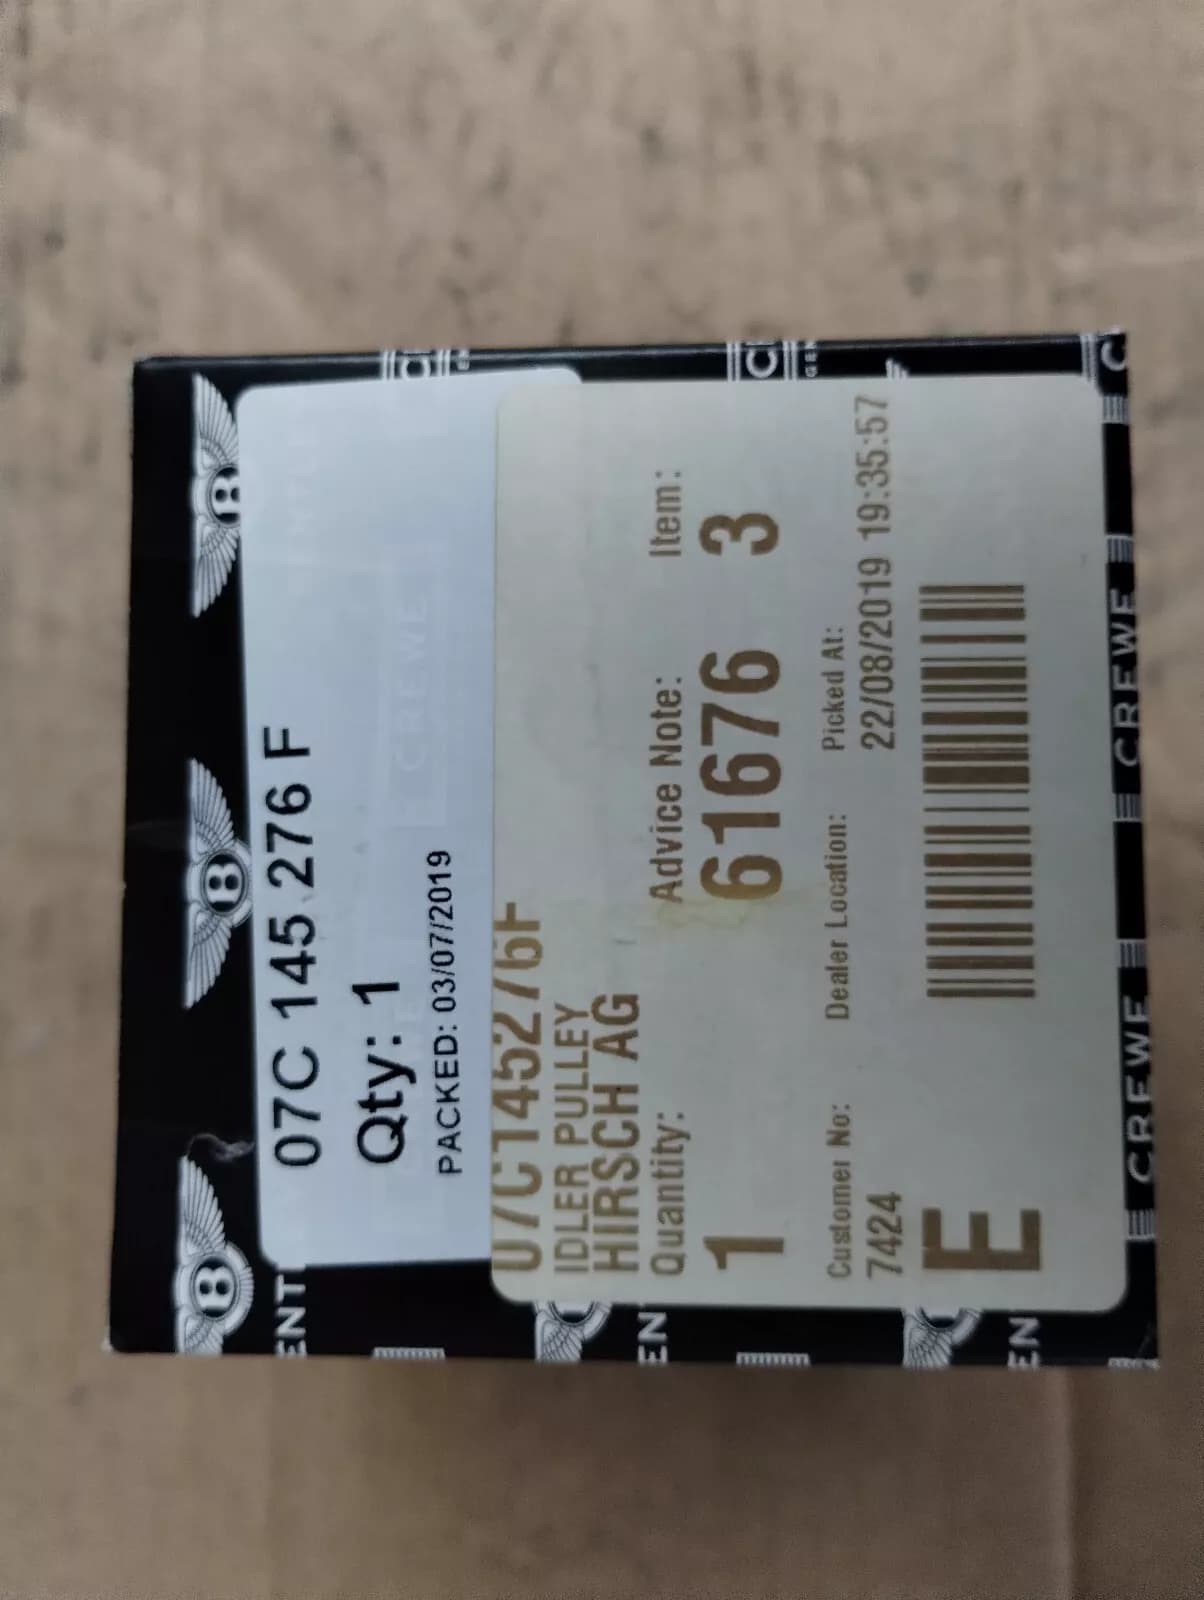 07C 145 276 F
Qty: 1
PACKED: 03/07/2019
07C145276F
IDLER PULLEY
HIRSCH AG
Quantity: Advice Note: Item:
1 61676 3
Customer No: Dealer Location: Picked At:
7424 22/08/2019 19:35:57
E
CREWE CREWE
CREWE
B
B
B